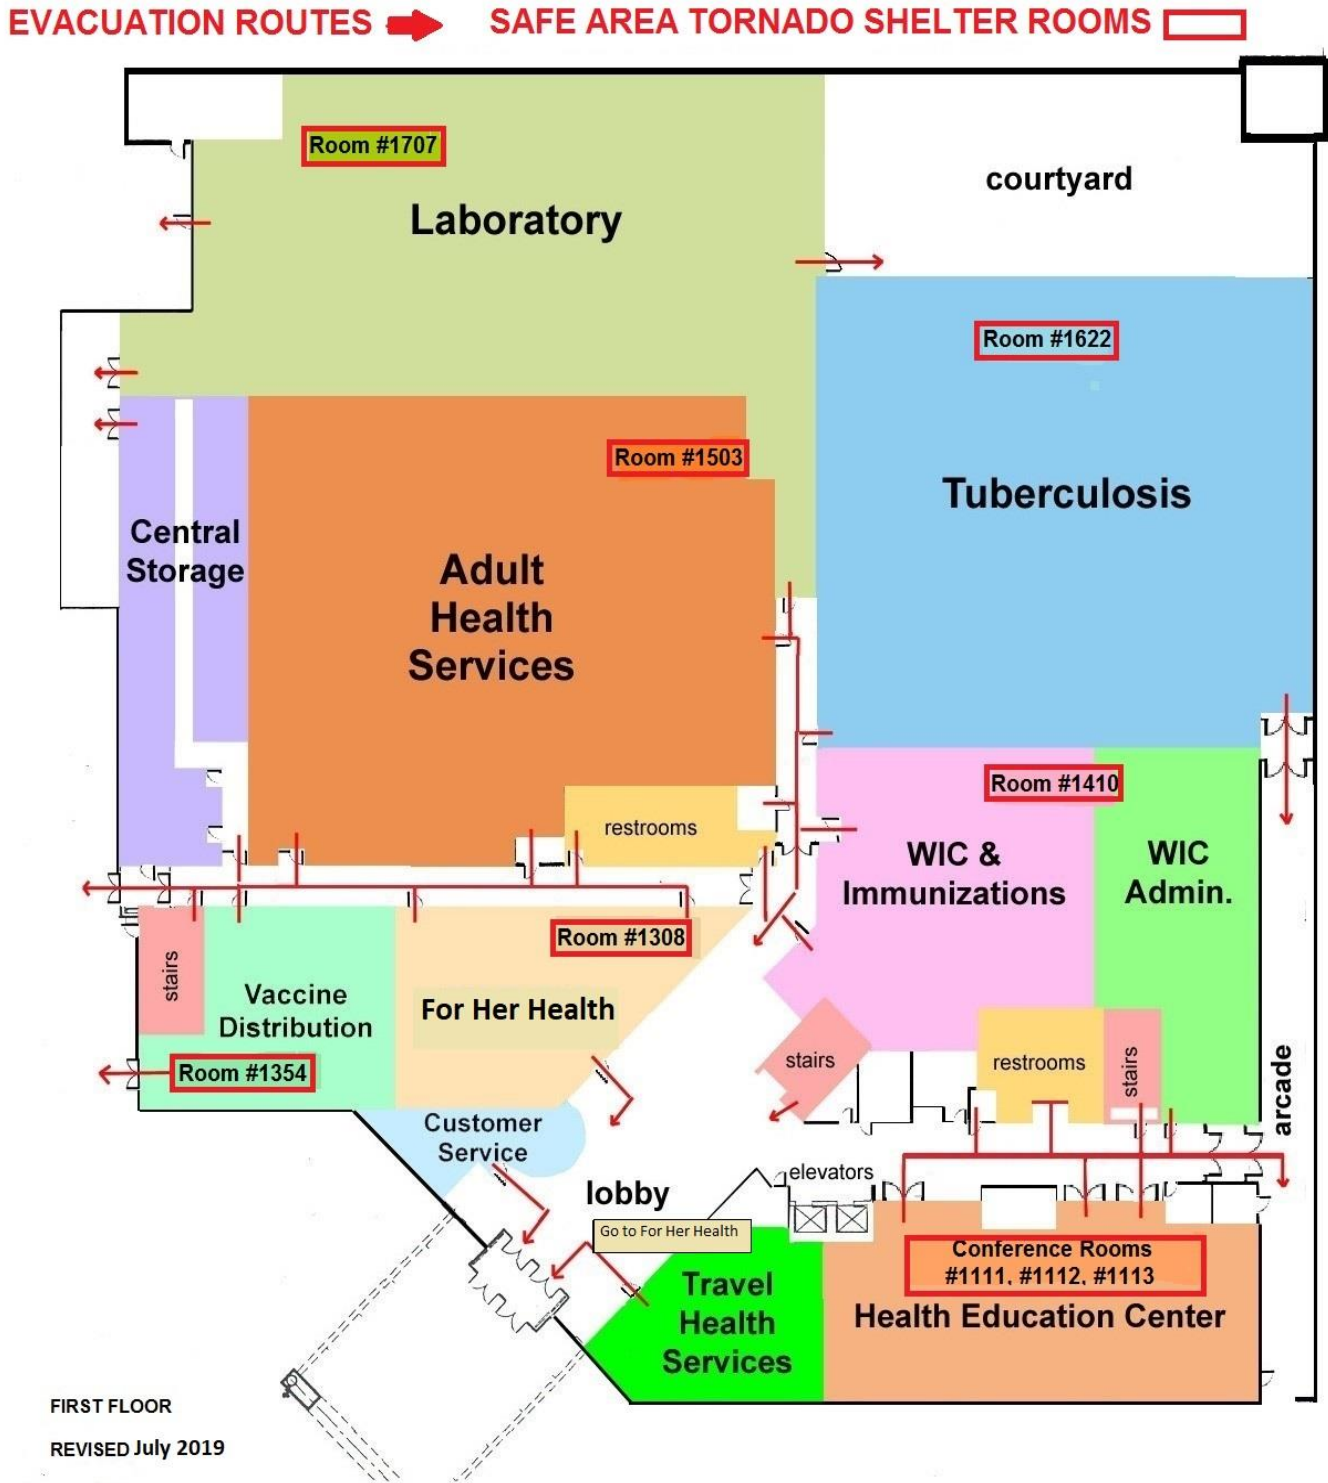 EVACUATION ROUTES
SAFE AREA TORNADO SHELTER ROOMS
Room #1707
courtyard
Laboratory
Room #1622
Room #1503
Tuberculosis
Central
Storage
Adult
Health
Services
Room #1410
restrooms
WIC &
Immunizations
WIC
Admin.
Room #1308
stairs
Vaccine
Distribution
For Her Health
Room #1354
stairs
restrooms
stairs
arcade
Customer
Service
elevators
lobby
Go to For Her Health
Conference Rooms
#1111, #1112, #1113
Travel
Health
Services
Health Education Center
FIRST FLOOR
REVISED July 2019